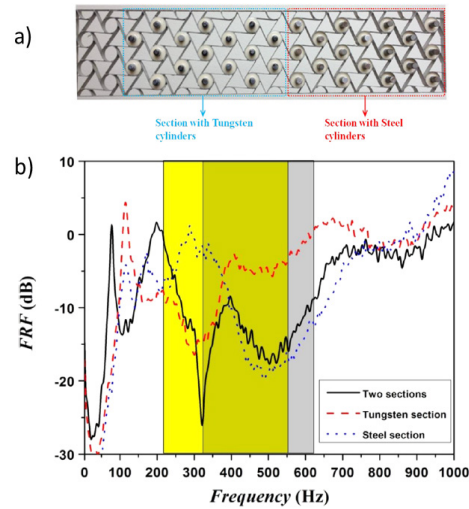 a)
Section with Tungsten
cylinders
Section with Steel
cylinders
b)
10
0
-10
-20
-30
FRF (dB)
0 100 200 300 400 500 600 700 800 900 1000
Frequency (Hz)
Two sections
Tungsten section
Steel section